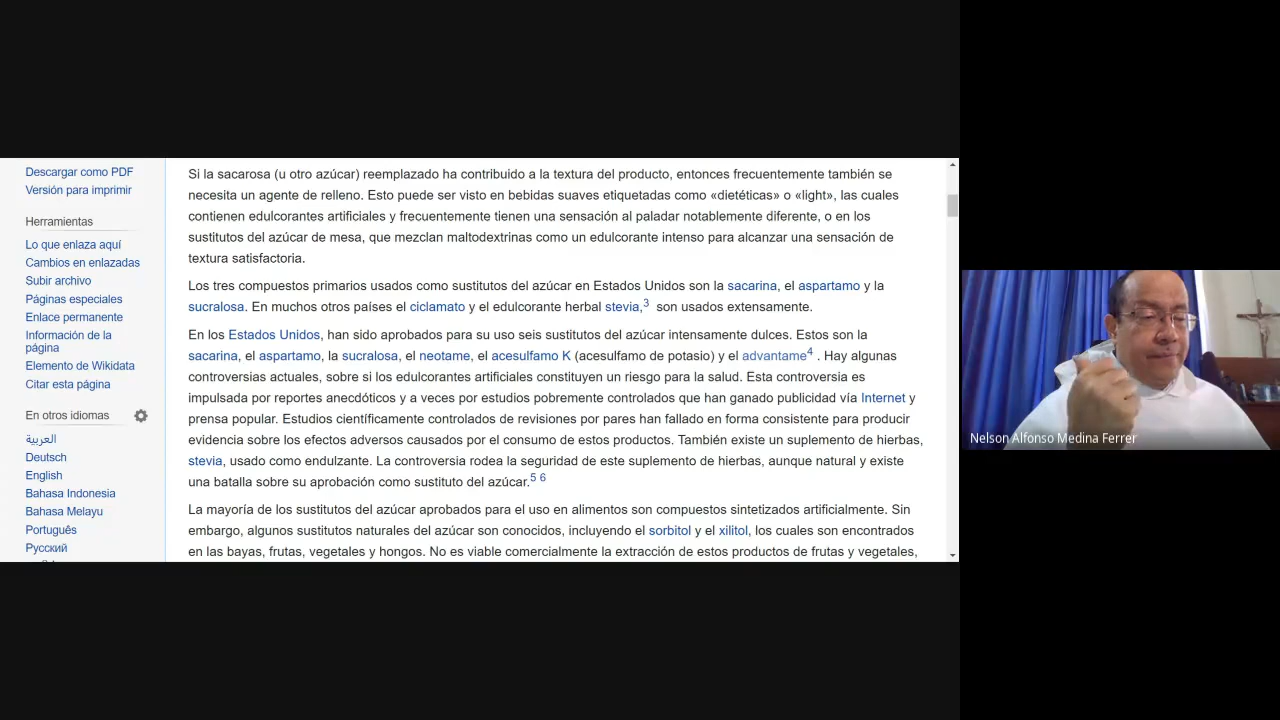 Descargar como PDF
Versión para imprimir
Herramientas
Lo que enlaza aquí
Cambios en enlazadas
Subir archivo
Páginas especiales
Enlace permanente
Información de la
página
Elemento de Wikidata
Citar esta página
En otros idiomas
العربية
Deutsch
English
Bahasa Indonesia
Bahasa Melayu
Português
Русский
Si la sacarosa (u otro azúcar) reemplazado ha contribuido a la textura del producto, entonces frecuentemente también se
necesita un agente de relleno. Esto puede ser visto en bebidas suaves etiquetadas como «dietéticas» o «light», las cuales
contienen edulcorantes artificiales y frecuentemente tienen una sensación al paladar notablemente diferente, o en los
sustitutos del azúcar de mesa, que mezclan maltodextrinas como un edulcorante intenso para alcanzar una sensación de
textura satisfactoria.
Los tres compuestos primarios usados como sustitutos del azúcar en Estados Unidos son la sacarina, el aspartamo y la
sucralosa. En muchos otros países el ciclamato y el edulcorante herbal stevia,3 son usados extensamente.
En los Estados Unidos, han sido aprobados para su uso seis sustitutos del azúcar intensamente dulces. Estos son la
sacarina, el aspartamo, la sucralosa, el neotame, el acesulfamo K (acesulfamo de potasio) y el advantame4 . Hay algunas
controversias actuales, sobre si los edulcorantes artificiales constituyen un riesgo para la salud. Esta controversia es
impulsada por reportes anecdóticos y a veces por estudios pobremente controlados que han ganado publicidad vía Internet y
prensa popular. Estudios científicamente controlados de revisiones por pares han fallado en forma consistente para producir
evidencia sobre los efectos adversos causados por el consumo de estos productos. También existe un suplemento de hierbas,
stevia, usado como endulzante. La controversia rodea la seguridad de este suplemento de hierbas, aunque natural y existe
una batalla sobre su aprobación como sustituto del azúcar.5 6
La mayoría de los sustitutos del azúcar aprobados para el uso en alimentos son compuestos sintetizados artificialmente. Sin
embargo, algunos sustitutos naturales del azúcar son conocidos, incluyendo el sorbitol y el xilitol, los cuales son encontrados
en las bayas, frutas, vegetales y hongos. No es viable comercialmente la extracción de estos productos de frutas y vegetales,
Nelson Alfonso Medina Ferrer